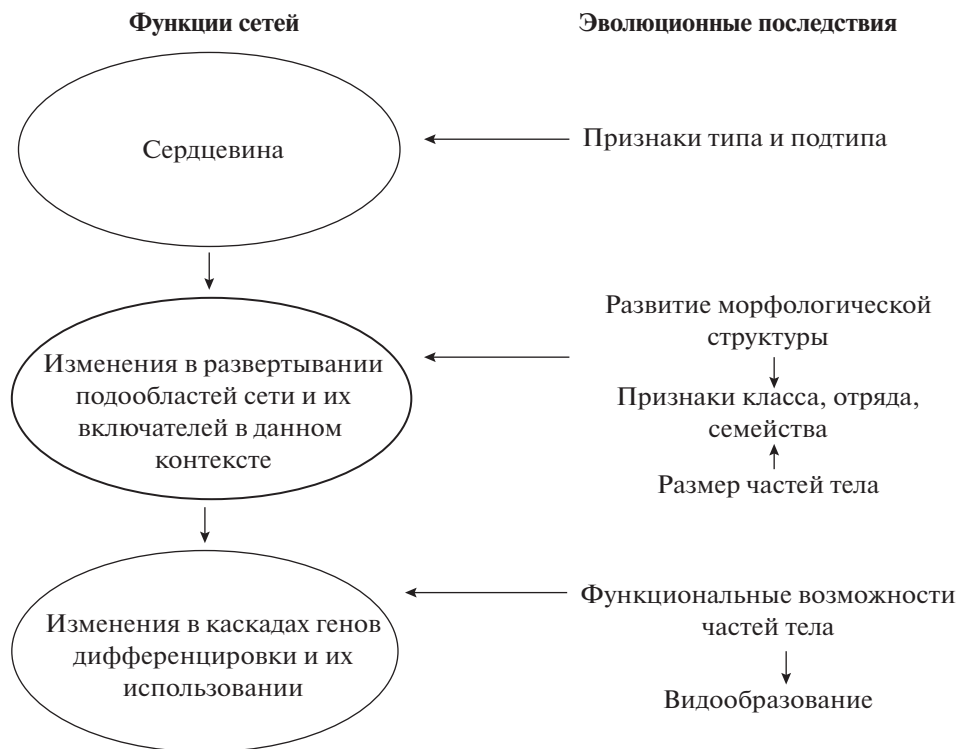 Функции сетей
Эволюционные последствия
Сердцевина
Признаки типа и подтипа
Изменения в развертывании
подообластей сети и их
включателей в данном
контексте
Развитие морфологической
структуры
Признаки класса, отряда,
семейства
Размер частей тела
Изменения в каскадах генов
дифференцировки и их
использовании
Функциональные возможности
частей тела
Видообразование